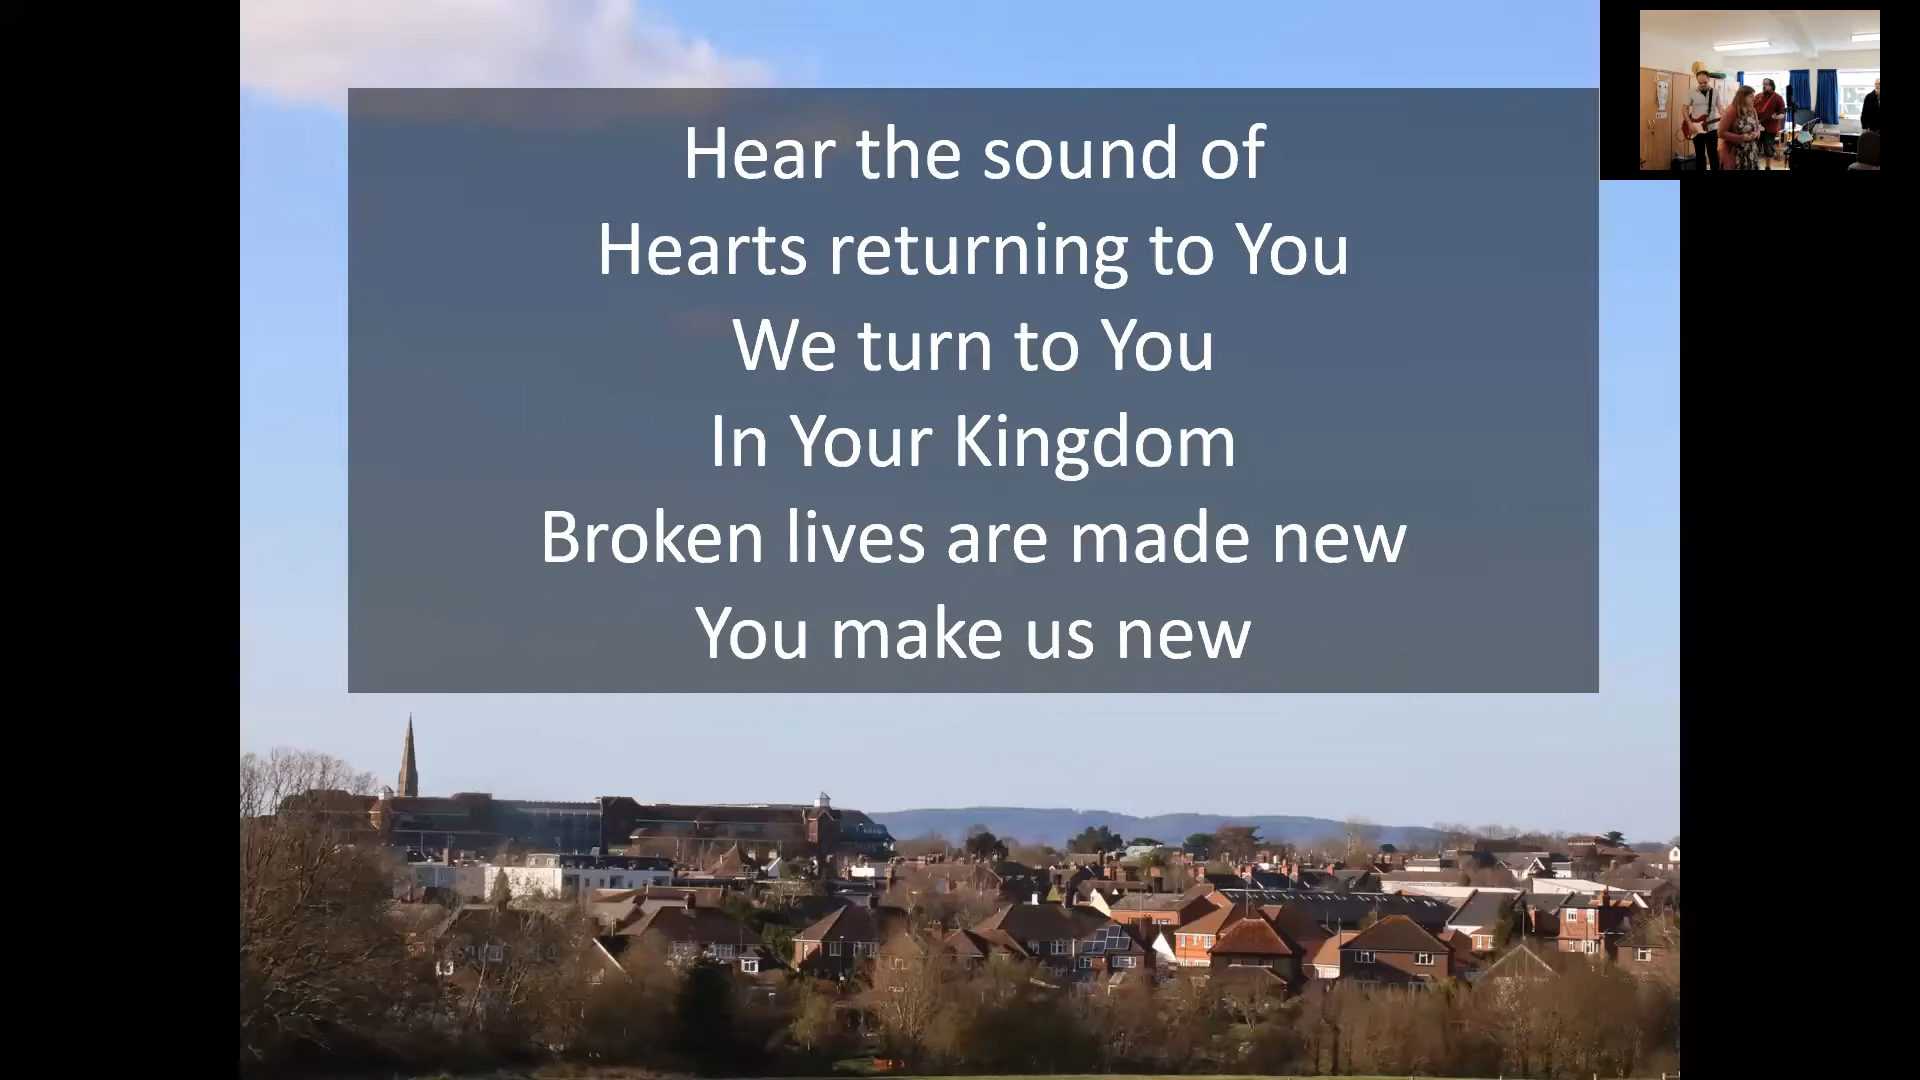 Hear the sound of
Hearts returning to You
We turn to You
In Your Kingdom
Broken lives are made new
You make us new